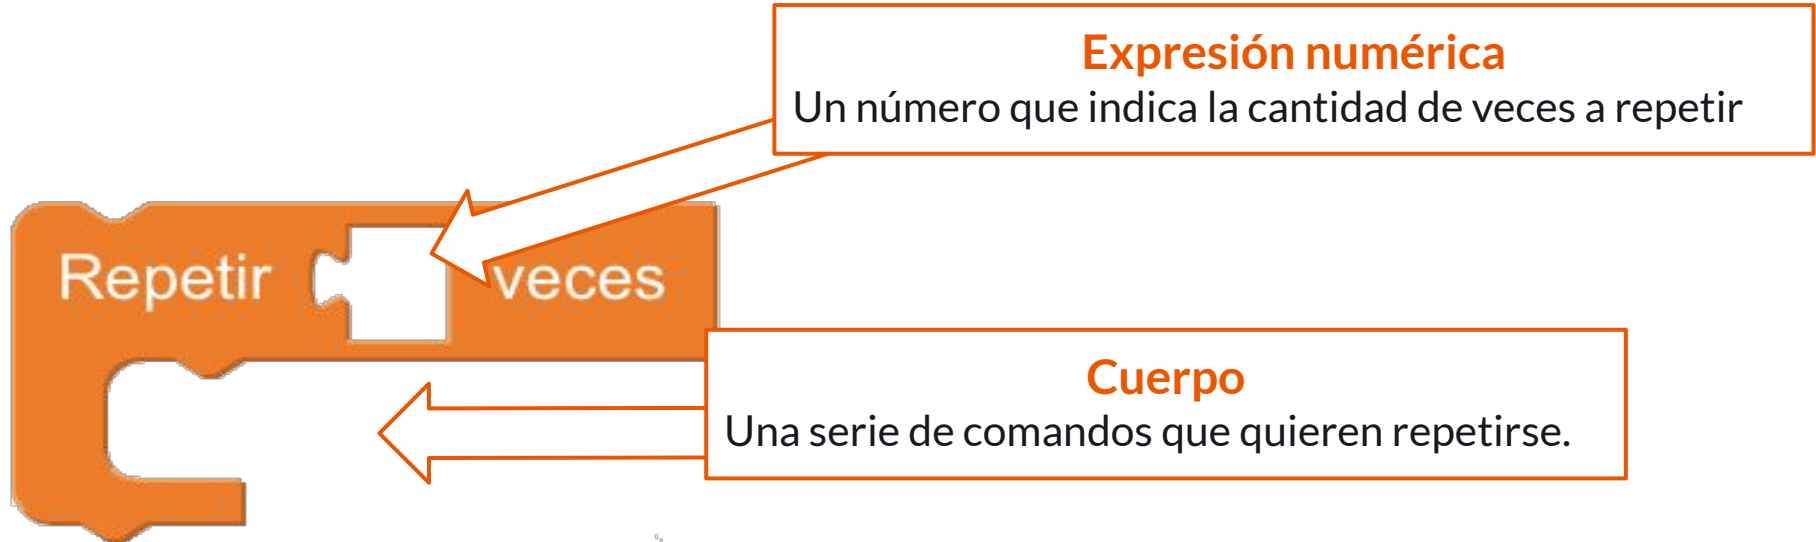 Expresión numérica
Un número que indica la cantidad de veces a repetir
Repetir veces
Cuerpo
Una serie de comandos que quieren repetirse.